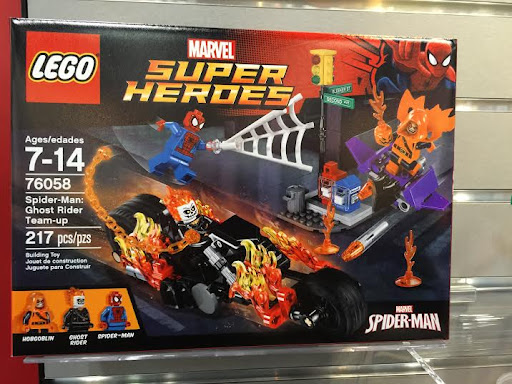 LEGO
MARVEL
SUPER
HEROES
Ages/edades
7-14
76058
Spider-Man:
Ghost Rider
Team-up
217 pcs/pzs
Building Toy
Jouet de construction
Juguete para Construir
HOBGOBLIN
GHOST
RIDER
SPIDER-MAN
MARVEL
SPIDER-MAN